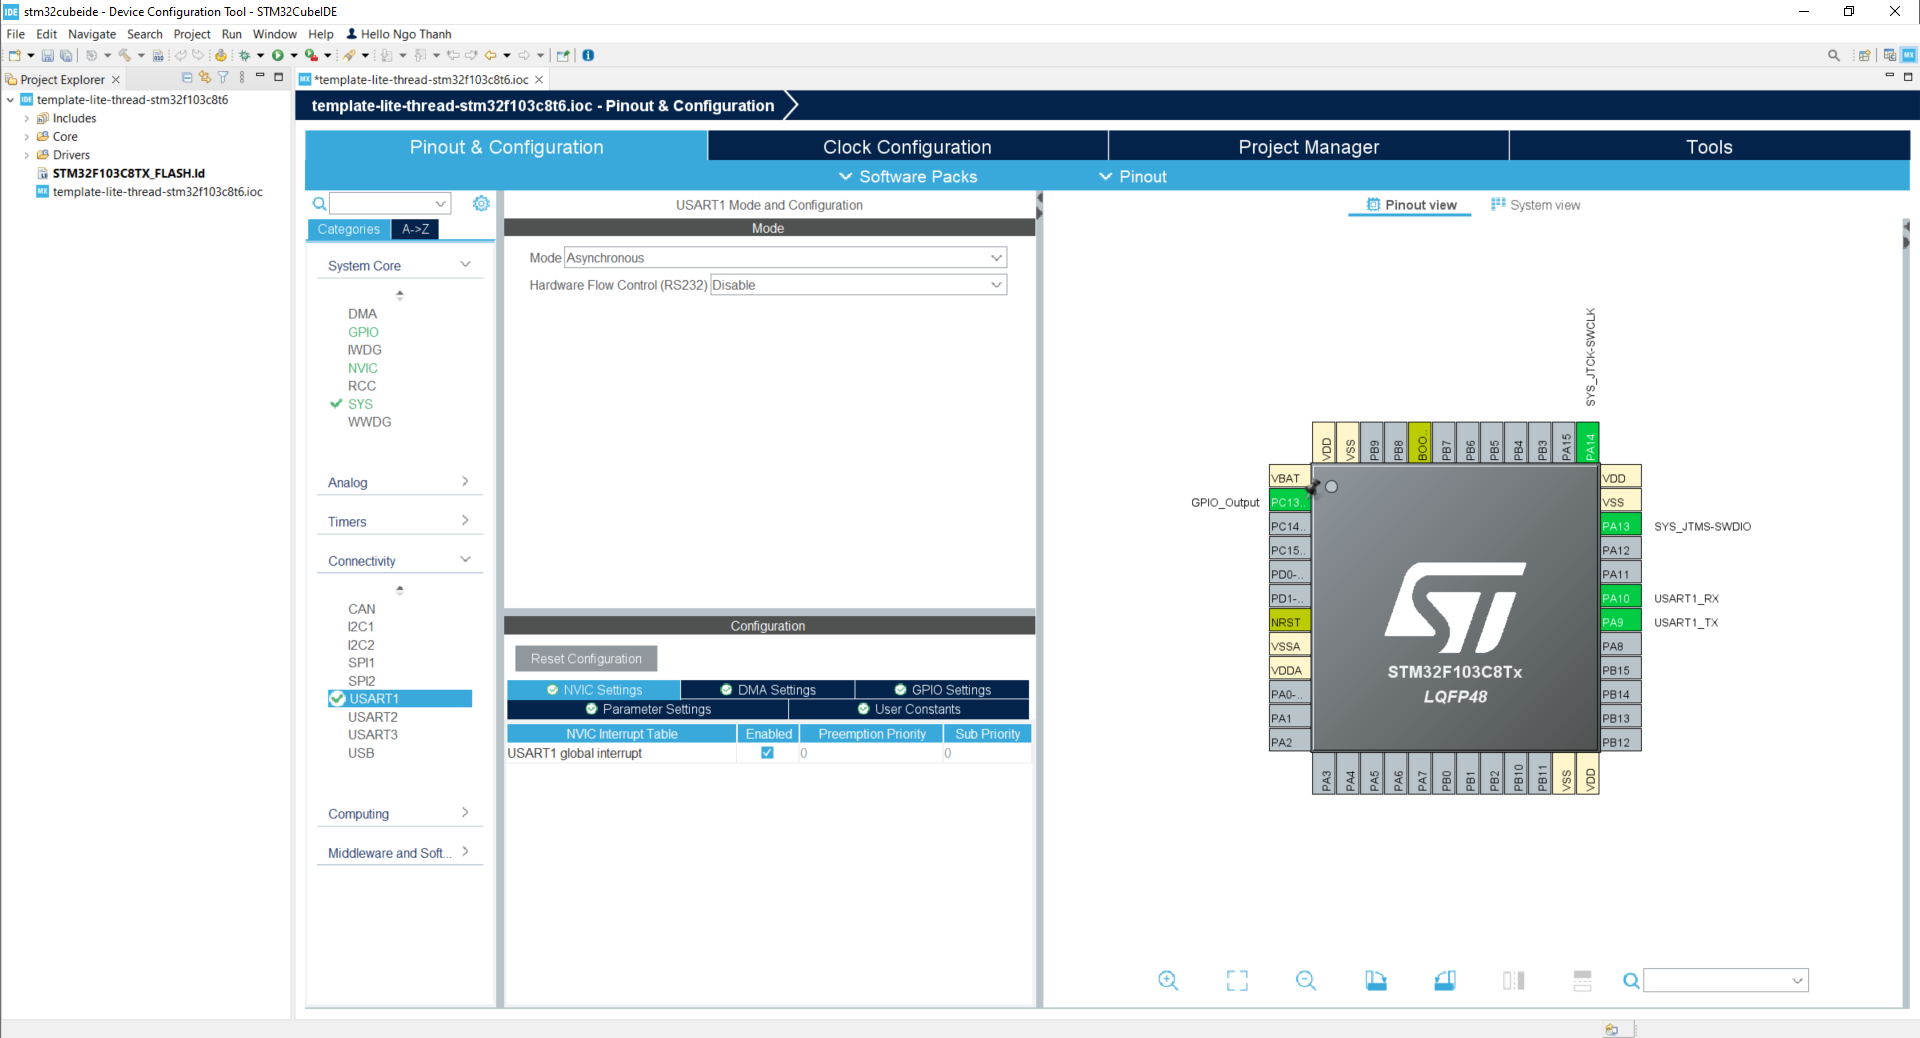 stm32cubeide - Device Configuration Tool - STM32CubeIDE
File Edit Navigate Search Project Run Window Help Hello Ngo Thanh
Project Explorer
*template-lite-thread-stm32f103c8t6.ioc
template-lite-thread-stm32f103c8t6
Includes
Core
Drivers
STM32F103C8TX_FLASH.ld
template-lite-thread-stm32f103c8t6.ioc
template-lite-thread-stm32f103c8t6.ioc - Pinout & Configuration
Pinout & Configuration
Clock Configuration
Project Manager
Tools
Software Packs
Pinout
Categories
A->Z
System Core
DMA
GPIO
IWDG
NVIC
RCC
SYS
WWDG
Analog
Timers
Connectivity
CAN
I2C1
I2C2
SPI1
SPI2
USART1
USART2
USART3
USB
Computing
Middleware and Soft...
USART1 Mode and Configuration
Mode
Mode Asynchronous
Hardware Flow Control (RS232) Disable
Configuration
Reset Configuration
NVIC Settings
DMA Settings
GPIO Settings
Parameter Settings
User Constants
NVIC Interrupt Table Enabled Preemption Priority Sub Priority
USART1 global interrupt 0 0
Pinout view
System view
SYS_JTCK-SWCLK
VDD
VSS
PB9
PB8
BOO..
PB7
PB6
PB5
PB4
PB3
PA15
PA14
VBAT
GPIO_Output PC13..
PC14..
PC15..
PD0-..
PD1-..
NRST
VSSA
VDDA
PA0-..
PA1
PA2
STM32F103C8Tx
LQFP48
VDD
VSS
PA13 SYS_JTMS-SWDIO
PA12
PA11
PA10 USART1_RX
PA9 USART1_TX
PA8
PB15
PB14
PB13
PB12
PA3
PA4
PA5
PA6
PA7
PB0
PB1
PB2
PB10
PB11
VSS
VDD